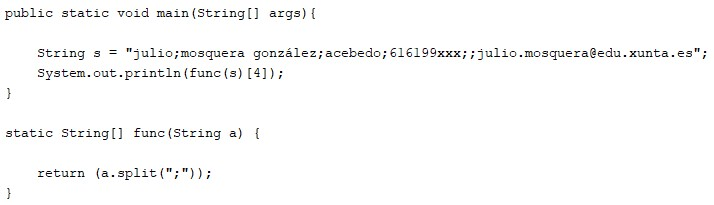 public static void main(String[] args){
String s = "julio;mosquera gonzález;acebedo;616199xxx;;julio.mosquera@edu.xunta.es";
System.out.println(func(s)[4]);
}
static String[] func(String a) {
return (a.split(";"));
}